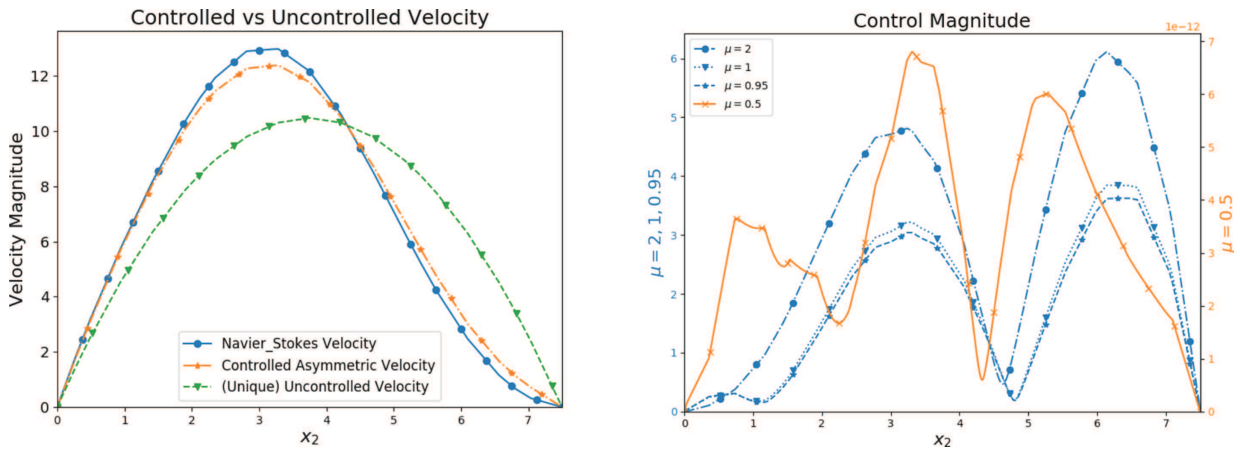 Controlled vs Uncontrolled Velocity
Velocity Magnitude
12
10
8
6
4
2
0
Navier_Stokes Velocity
Controlled Asymmetric Velocity
(Unique) Uncontrolled Velocity
0 1 2 3 4 5 6 7
x₂
Control Magnitude
1e−12
μ = 2, 1, 0.95
6
5
4
3
2
1
0
μ = 2
μ = 1
μ = 0.95
μ = 0.5
7
6
5
4
3
2
1
0
μ = 0.5
0 1 2 3 4 5 6 7
x₂